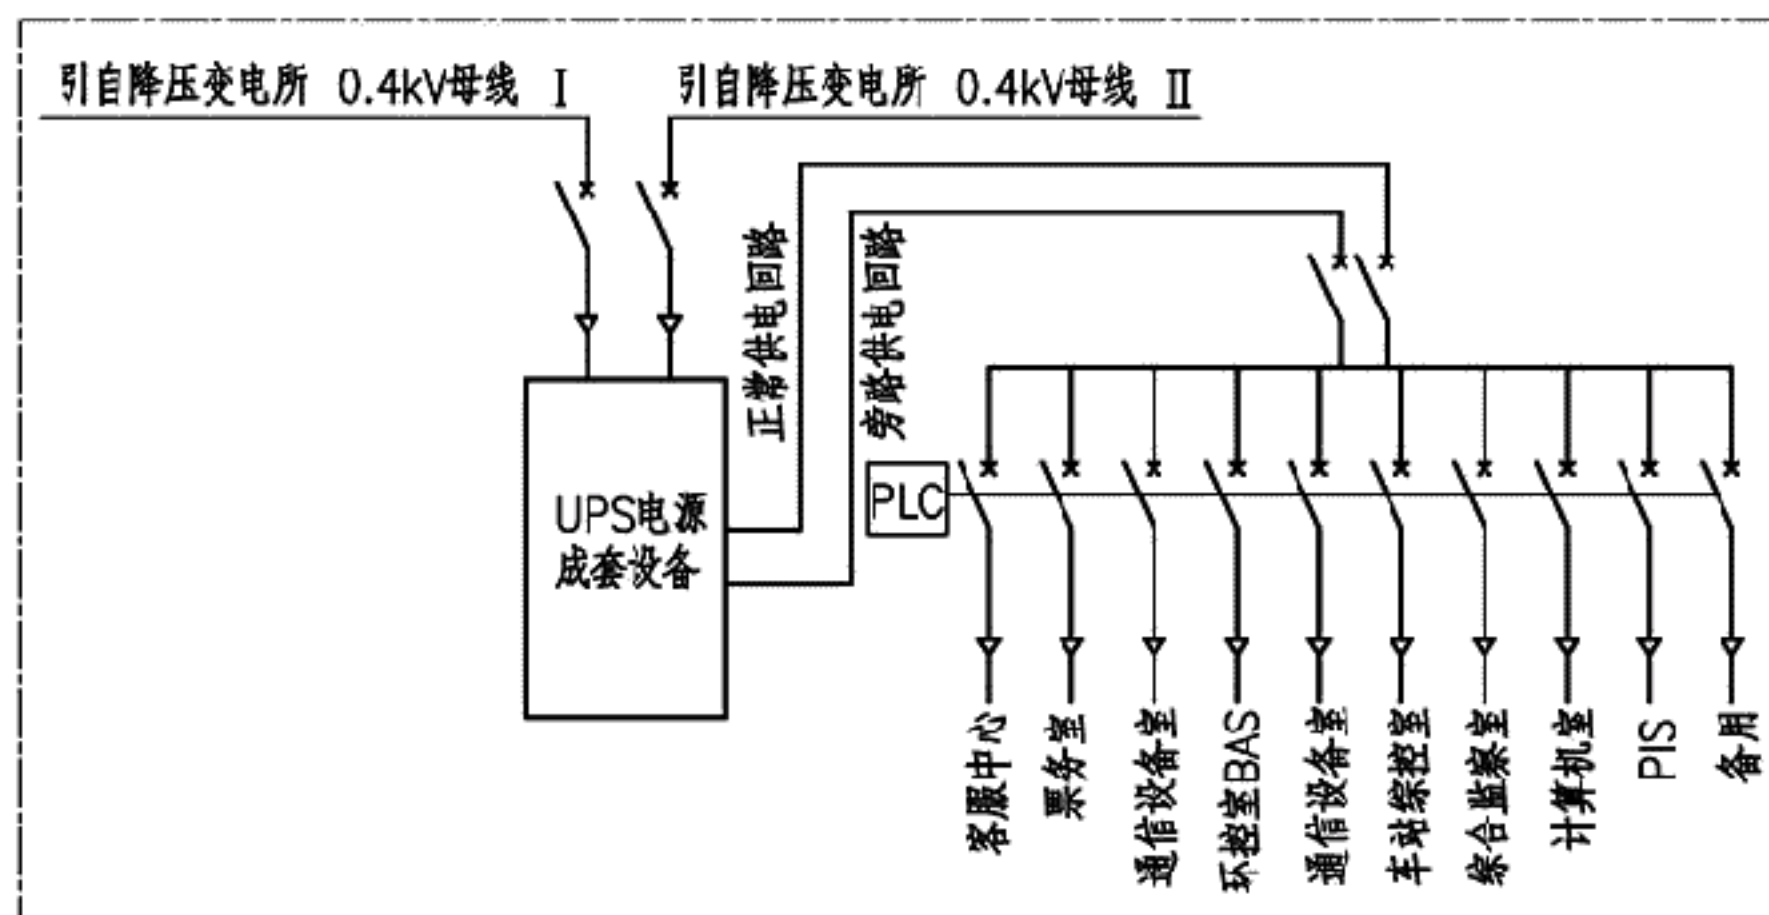 引自降压变电所 0.4kV母线 Ⅰ
引自降压变电所 0.4kV母线 Ⅱ
正常供电回路
旁路供电回路
UPS电源
成套设备
PLC
客服中心
票务室
通信设备室
环控室BAS
通信设备室
车站综控室
综合监察室
计算机室
PIS
备用